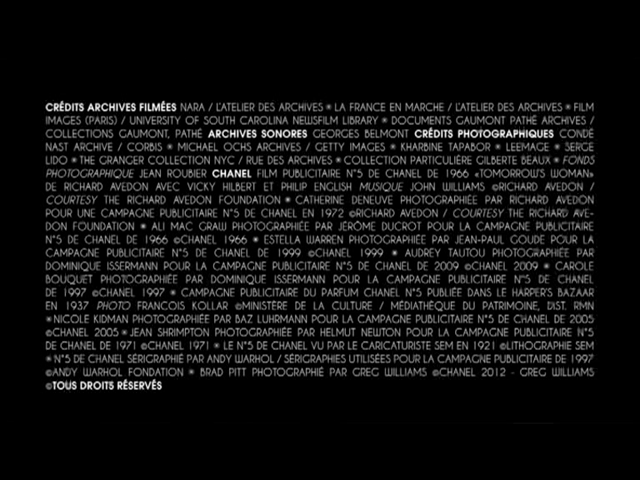 CRÉDITS ARCHIVES FILMÉES NARA / L'ATELIER DES ARCHIVES * LA FRANCE EN MARCHE / L'ATELIER DES ARCHIVES * FILM
IMAGES (PARIS) / UNIVERSITY OF SOUTH CAROLINA NEWSFILM LIBRARY * DOCUMENTS GAUMONT PATHÉ ARCHIVES /
COLLECTIONS GAUMONT, PATHÉ ARCHIVES SONORES GEORGES BELMONT CRÉDITS PHOTOGRAPHIQUES CONDÉ
NAST ARCHIVE / CORBIS * MICHAEL OCHS ARCHIVES / GETTY IMAGES * KHARBINE TAPABOR * LEEMAGE * SERGE
LIDO * THE GRANGER COLLECTION NYC / RUE DES ARCHIVES * COLLECTION PARTICULIÈRE GILBERTE BEAUX * FONDS
PHOTOGRAPHIQUE JEAN ROUBIER CHANEL FILM PUBLICITAIRE N°5 DE CHANEL DE 1966 «TOMORROW'S WOMAN»
DE RICHARD AVEDON AVEC VICKY HILBERT ET PHILIP ENGLISH MUSIQUE JOHN WILLIAMS ©RICHARD AVEDON /
COURTESY THE RICHARD AVEDON FOUNDATION * CATHERINE DENEUVE PHOTOGRAPHIÉE PAR RICHARD AVEDON
POUR UNE CAMPAGNE PUBLICITAIRE N°5 DE CHANEL EN 1972 ©RICHARD AVEDON / COURTESY THE RICHARD AVE-
DON FOUNDATION * ALI MAC GRAW PHOTOGRAPHIÉE PAR JÉRÔME DUCROT POUR LA CAMPAGNE PUBLICITAIRE
N°5 DE CHANEL DE 1966 ©CHANEL 1966 * ESTELLA WARREN PHOTOGRAPHIÉE PAR JEAN-PAUL GOUDE POUR LA
CAMPAGNE PUBLICITAIRE N°5 DE CHANEL DE 1999 ©CHANEL 1999 * AUDREY TAUTOU PHOTOGRAPHIÉE PAR
DOMINIQUE ISSERMANN POUR LA CAMPAGNE PUBLICITAIRE N°5 DE CHANEL DE 2009 ©CHANEL 2009 * CAROLE
BOUQUET PHOTOGRAPHIÉE PAR DOMINIQUE ISSERMANN POUR LA CAMPAGNE PUBLICITAIRE N°5 DE CHANEL
DE 1997 ©CHANEL 1997 * CAMPAGNE PUBLICITAIRE DU PARFUM CHANEL N°5 PUBLIÉE DANS LE HARPER'S BAZAAR
EN 1937 PHOTO FRANÇOIS KOLLAR ©MINISTÈRE DE LA CULTURE / MÉDIATHÈQUE DU PATRIMOINE, DIST. RMN
* NICOLE KIDMAN PHOTOGRAPHIÉE PAR BAZ LUHRMANN POUR LA CAMPAGNE PUBLICITAIRE N°5 DE CHANEL DE 2005
©CHANEL 2005 * JEAN SHRIMPTON PHOTOGRAPHIÉE PAR HELMUT NEWTON POUR LA CAMPAGNE PUBLICITAIRE N°5
DE CHANEL DE 1971 ©CHANEL 1971 * LE N°5 DE CHANEL VU PAR LE CARICATURISTE SEM EN 1921 ©LITHOGRAPHIE SEM
* N°5 DE CHANEL SÉRIGRAPHIÉ PAR ANDY WARHOL / SÉRIGRAPHIES UTILISÉES POUR LA CAMPAGNE PUBLICITAIRE DE 1997
©ANDY WARHOL FONDATION * BRAD PITT PHOTOGRAPHIÉ PAR GREG WILLIAMS ©CHANEL 2012 - GREG WILLIAMS
©TOUS DROITS RÉSERVÉS